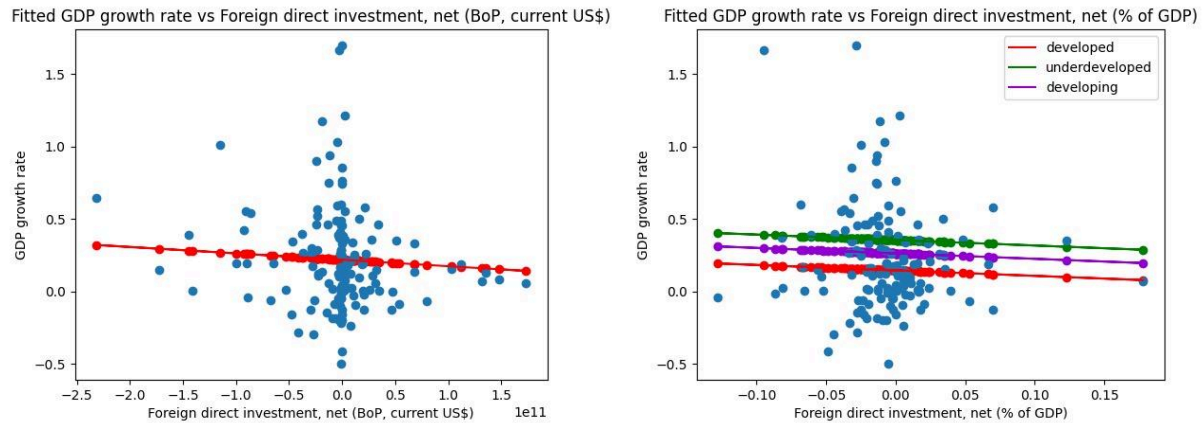 Fitted GDP growth rate vs Foreign direct investment, net (BoP, current US$)
1.5
1.0
0.5
0.0
−0.5
GDP growth rate
−2.5 −2.0 −1.5 −1.0 −0.5 0.0 0.5 1.0 1.5
1e11
Foreign direct investment, net (BoP, current US$)
Fitted GDP growth rate vs Foreign direct investment, net (% of GDP)
developed
underdeveloped
developing
1.5
1.0
0.5
0.0
−0.5
GDP growth rate
−0.10 −0.05 0.00 0.05 0.10 0.15
Foreign direct investment, net (% of GDP)